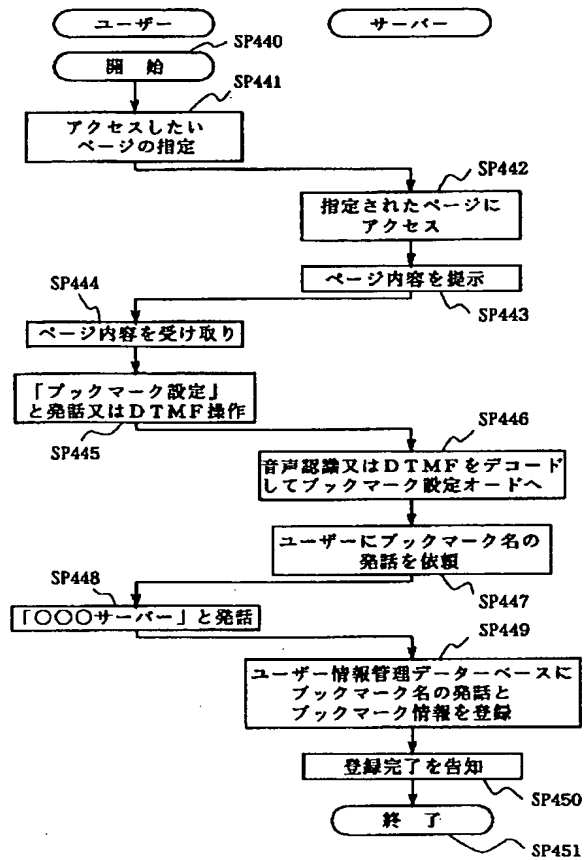 ユーザー
サーバー
SP440
開 始
SP441
アクセスしたい
ページの指定
SP442
指定されたページに
アクセス
ページ内容を提示
SP443
SP444
ページ内容を受け取り
「ブックマーク設定」
と発話又はDTMF操作
SP445
SP446
音声認識又はDTMFをデコード
してブックマーク設定オードへ
ユーザーにブックマーク名の
発話を依頼
SP447
SP448
「〇〇〇サーバー」と発話
SP449
ユーザー情報管理データーベースに
ブックマーク名の発話と
ブックマーク情報を登録
登録完了を告知
SP450
終 了
SP451